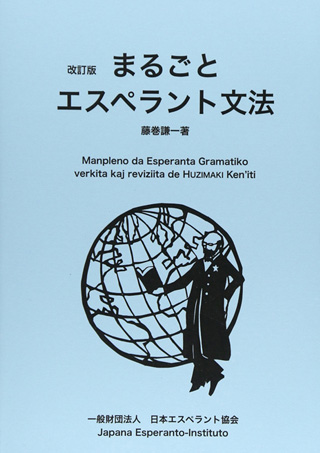 改訂版 まるごと
エスペラント文法
藤巻謙一著
Manpleno da Esperanta Gramatiko
verkita kaj reviziita de HUZIMAKI Ken'iti
一般財団法人 日本エスペラント協会
Japana Esperanto-Instituto